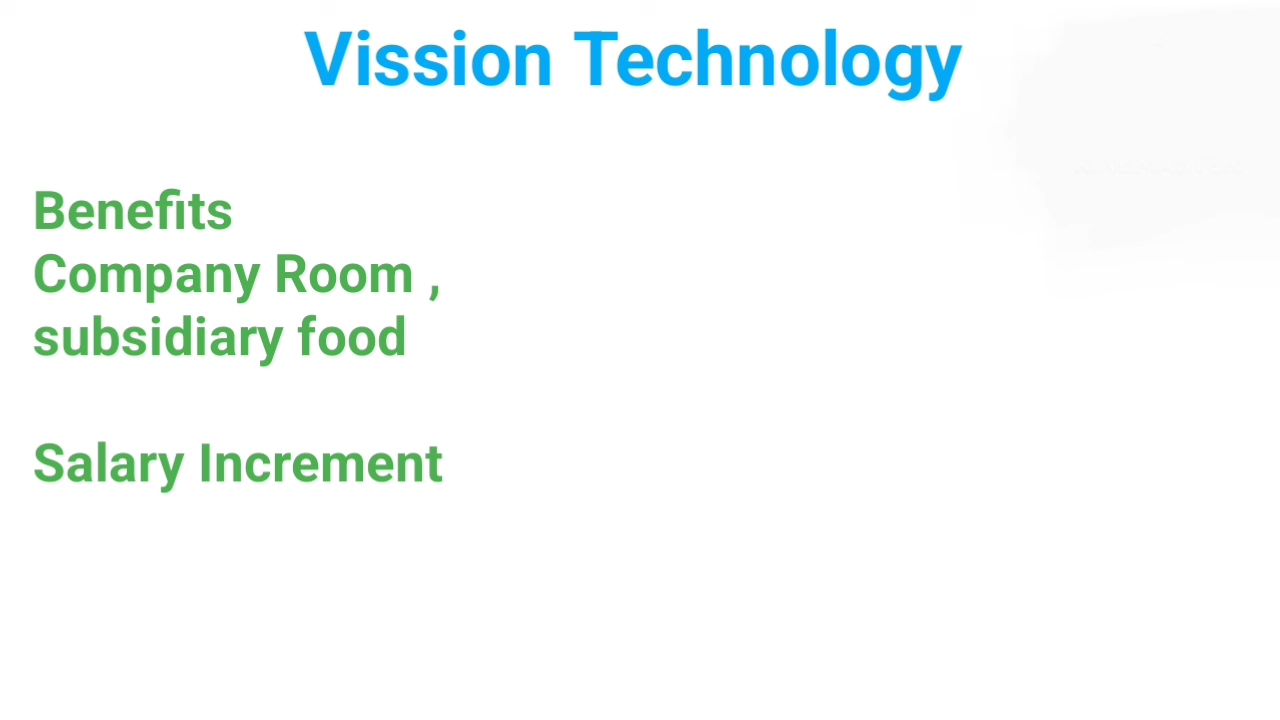 Vission Technology
Benefits
Company Room ,
subsidiary food
Salary Increment